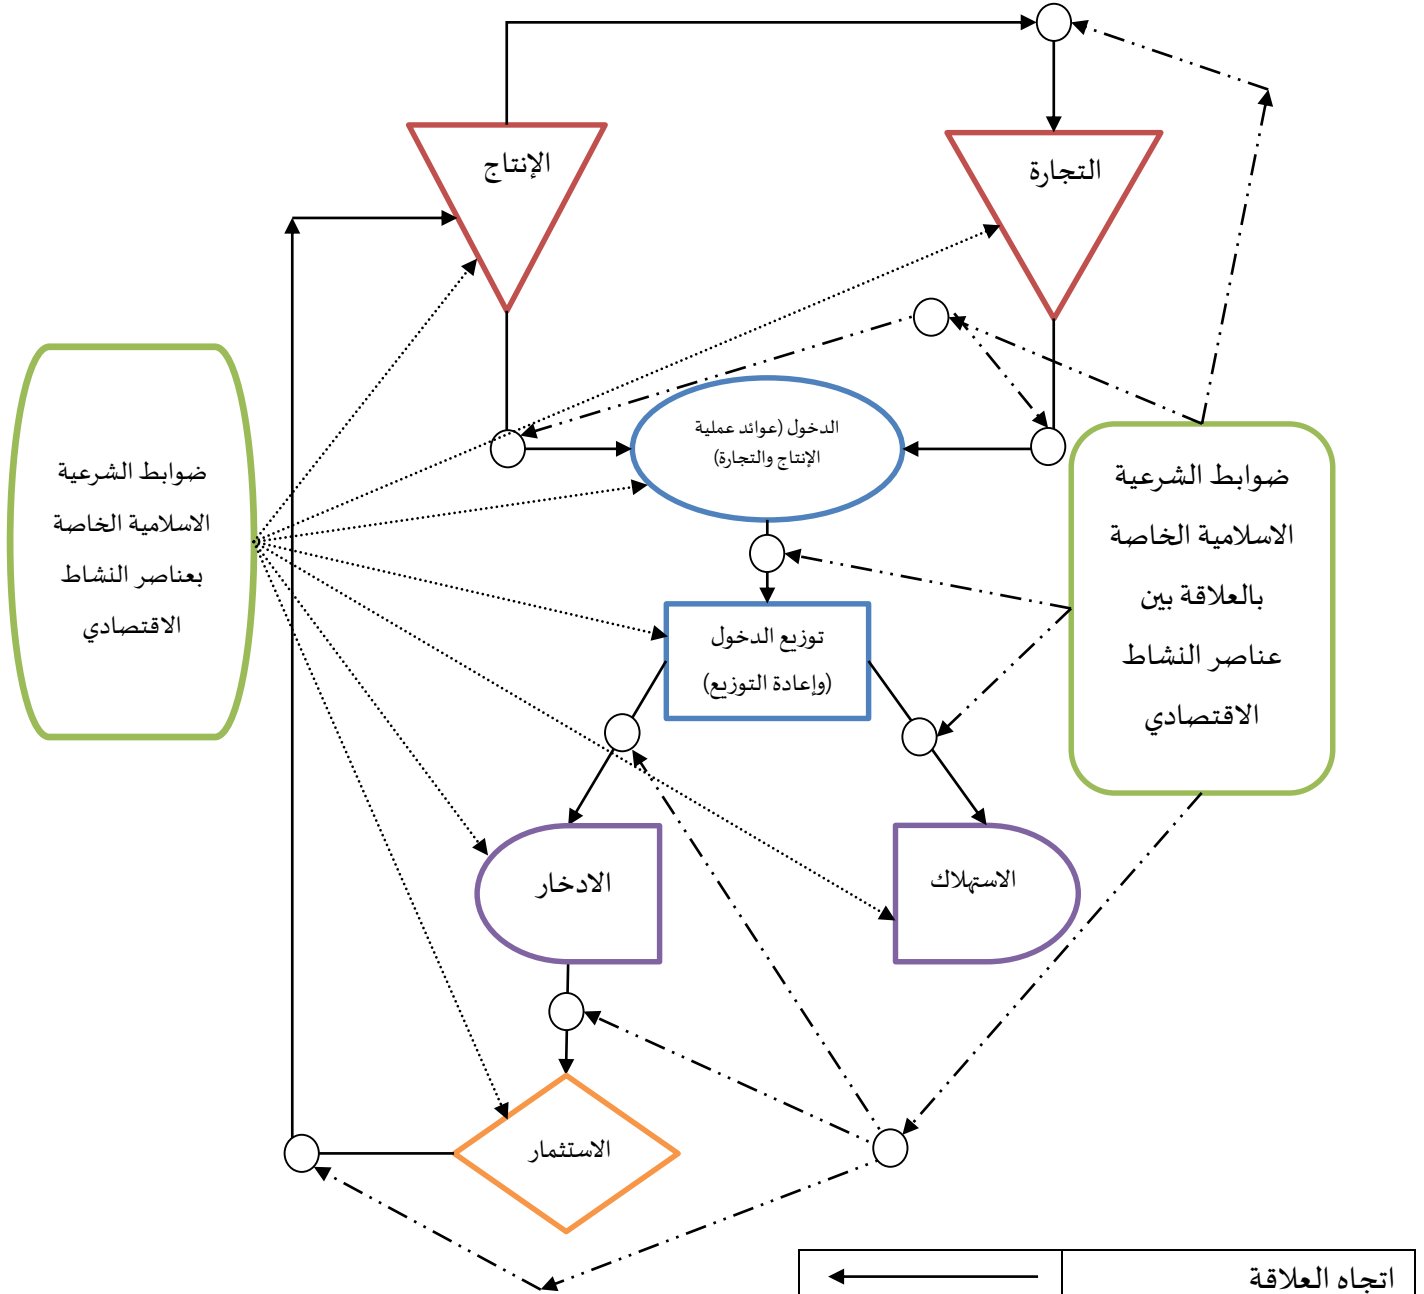 الإنتاج
التجارة
الدخول (عوائد عملية
الإنتاج والتجارة)
ضوابط الشرعية
الاسلامية الخاصة
بالعلاقة بين
عناصر النشاط
الاقتصادي
ضوابط الشرعية
الاسلامية الخاصة
بعناصر النشاط
الاقتصادي
توزيع الدخول
(وإعادة التوزيع)
الاستهلاك
الادخار
الاستثمار
اتجاه العلاقة